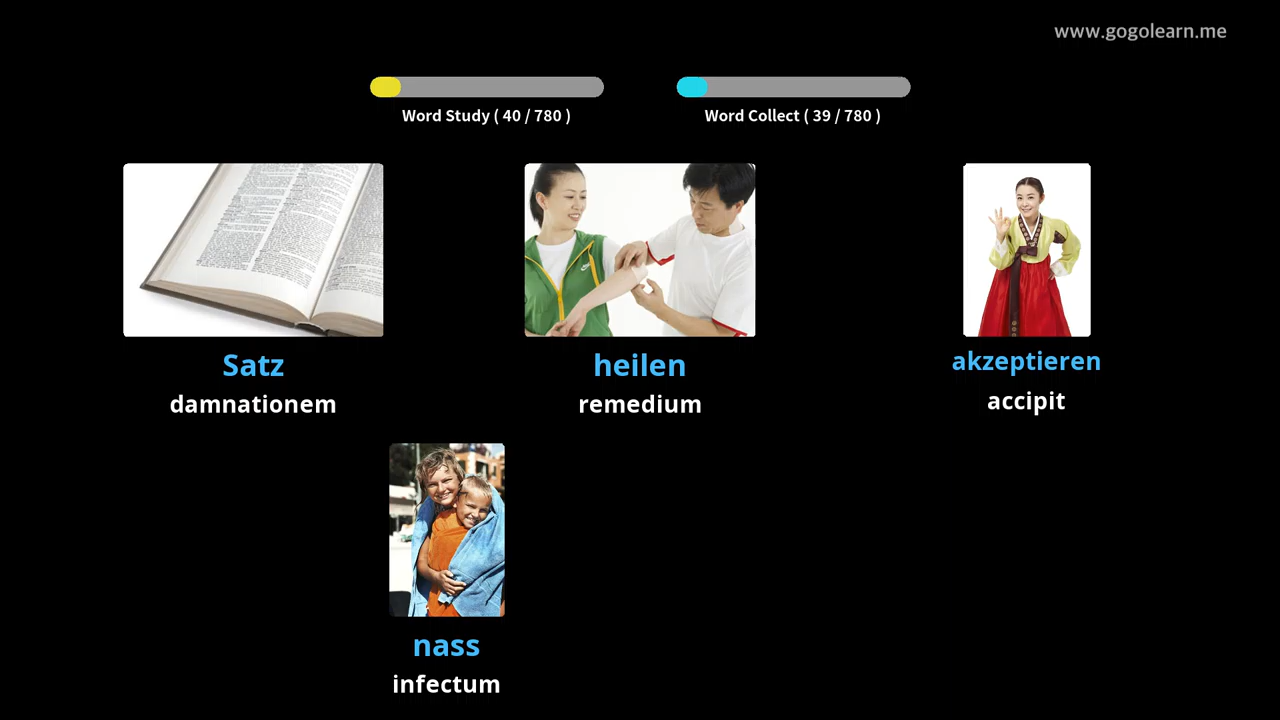 www.gogolearn.me
Word Study ( 40 / 780 )
Word Collect ( 39 / 780 )
Satz
damnationem
heilen
remedium
akzeptieren
accipit
nass
infectum